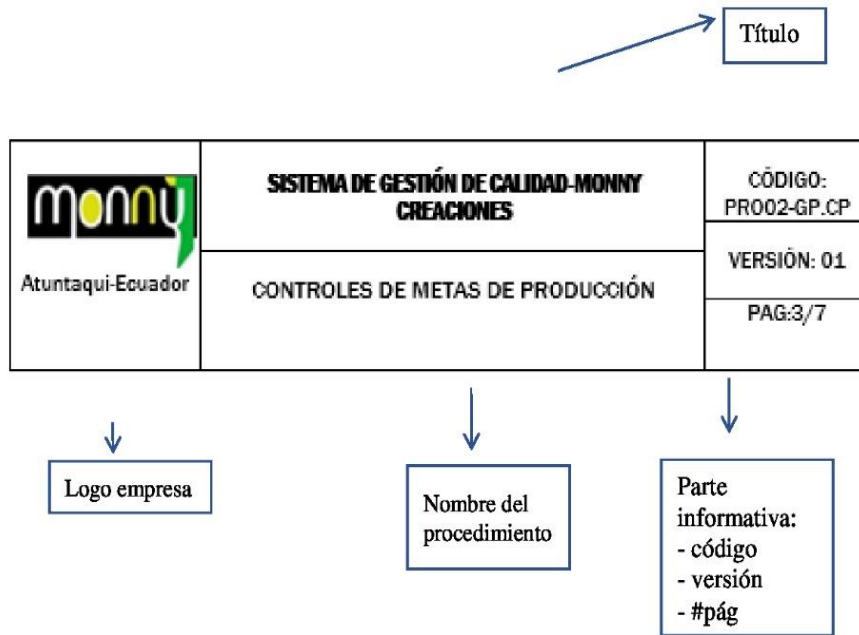 Título
monny
Atuntaqui-Ecuador
SISTEMA DE GESTIÓN DE CALIDAD-MONNY
CREACIONES
CONTROLES DE METAS DE PRODUCCIÓN
CÓDIGO:
PRO02-GP.CP
VERSIÓN: 01
PAG:3/7
Logo empresa
Nombre del
procedimiento
Parte
informativa:
- código
- versión
- #pág